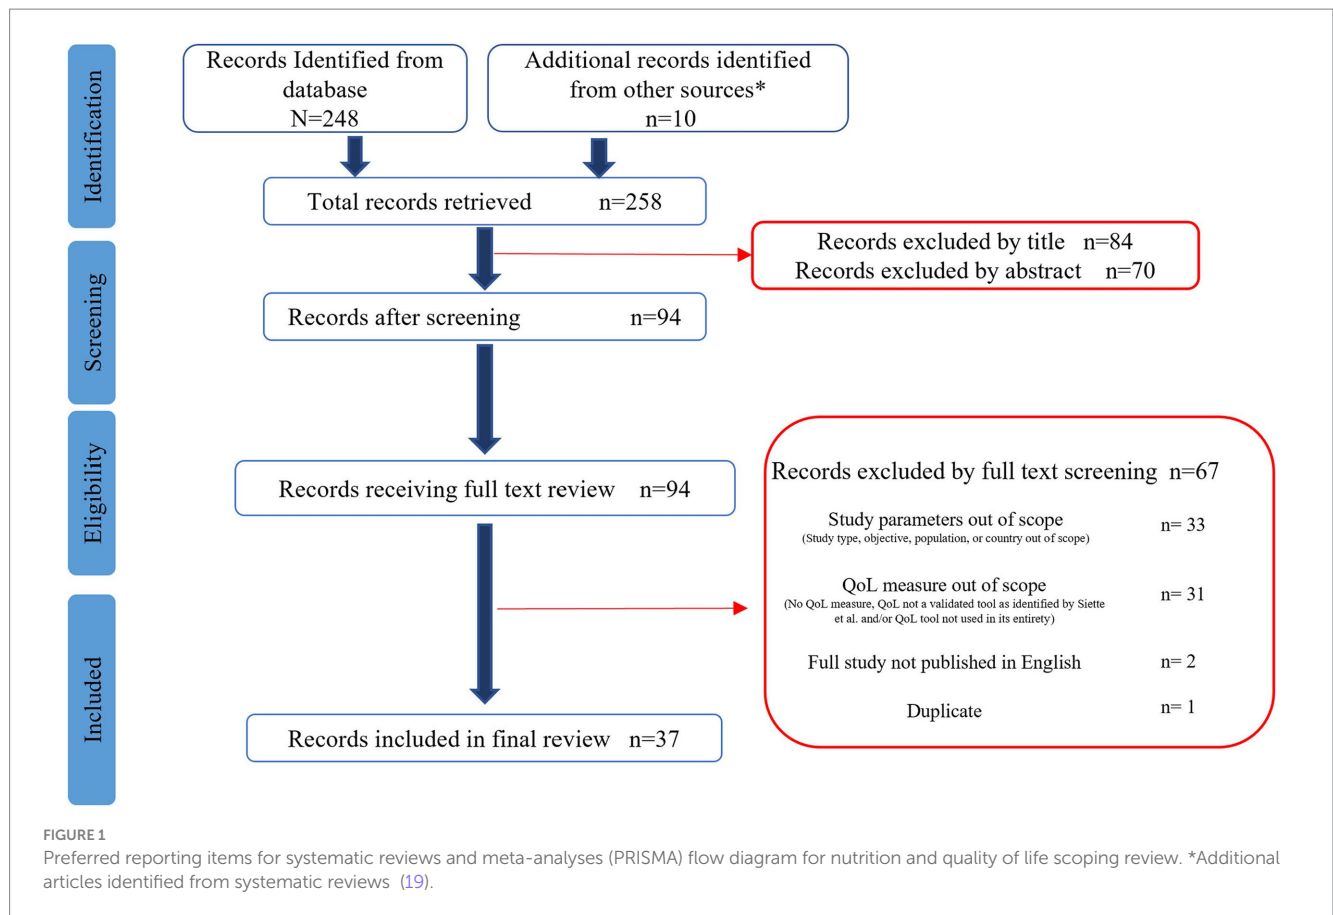 Identification
Records Identified from
database
N=248
Additional records identified
from other sources*
n=10
Total records retrieved n=258
Screening
Records excluded by title n=84
Records excluded by abstract n=70
Records after screening n=94
Eligibility
Records receiving full text review n=94
Records excluded by full text screening n=67
Study parameters out of scope n= 33
(Study type, objective, population, or country out of scope)
QoL measure out of scope n= 31
(No QoL measure, QoL not a validated tool as identified by Siette
et al. and/or QoL tool not used in its entirety)
Full study not published in English n= 2
Duplicate n= 1
Included
Records included in final review n=37
FIGURE 1
Preferred reporting items for systematic reviews and meta-analyses (PRISMA) flow diagram for nutrition and quality of life scoping review. *Additional
articles identified from systematic reviews (19).